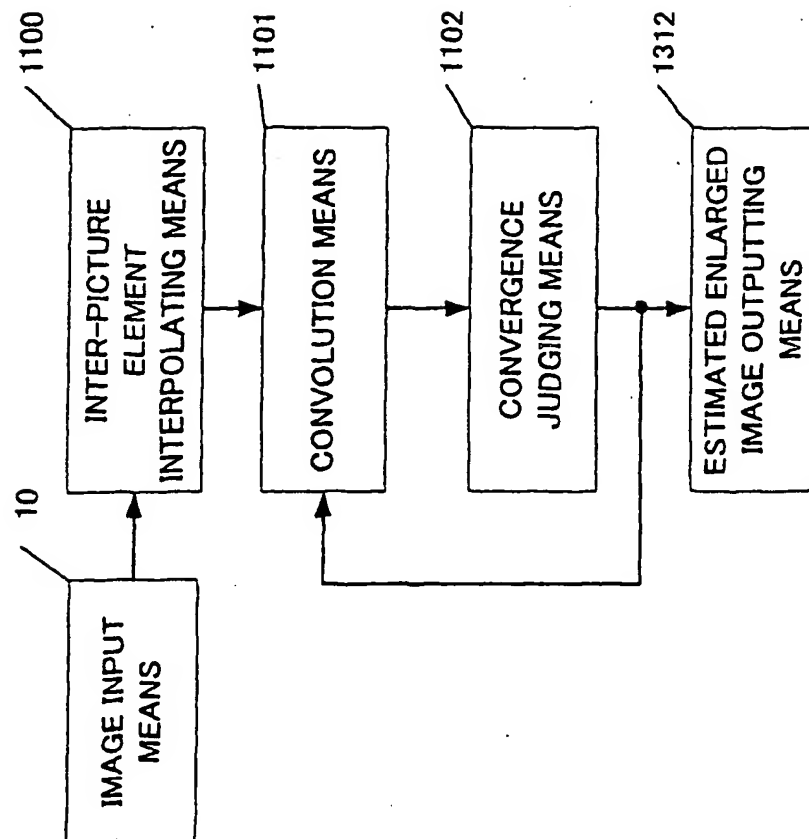 10
IMAGE INPUT
MEANS
1100
INTER-PICTURE
ELEMENT
INTERPOLATING MEANS
1101
CONVOLUTION MEANS
1102
CONVERGENCE
JUDGING MEANS
1312
ESTIMATED ENLARGED
IMAGE OUTPUTTING
MEANS